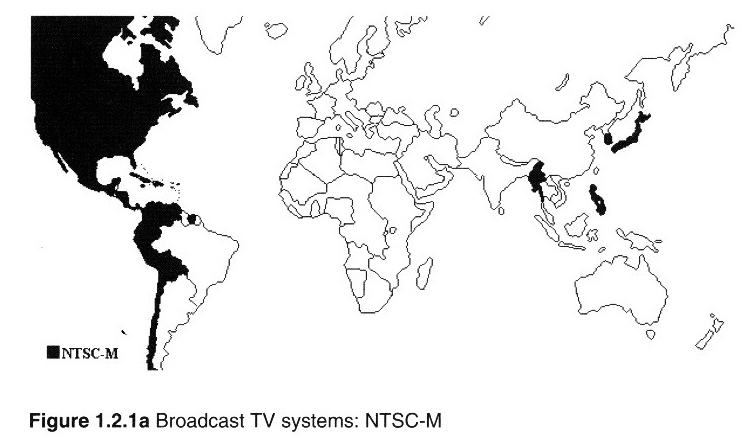 NTSC-M
Figure 1.2.1a Broadcast TV systems: NTSC-M